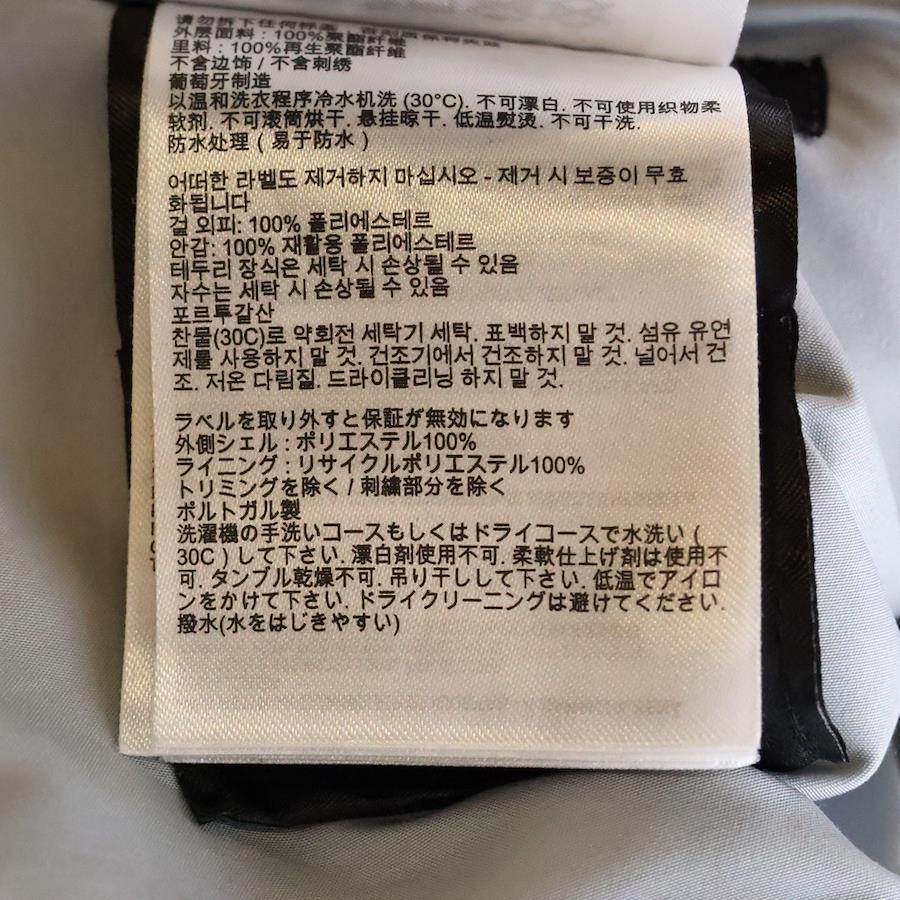 请勿拆下任何标签
外层面料：100%聚酯纤维
里料：100%再生聚酯纤维
不含边饰 / 不含刺绣
葡萄牙制造
以温和洗衣程序冷水机洗 (30°C). 不可漂白. 不可使用织物柔
软剂. 不可滚筒烘干. 悬挂晾干. 低温熨烫. 不可干洗.
防水处理 ( 易于防水 )
어떠한 라벨도 제거하지 마십시오 - 제거 시 보증이 무효
화됩니다
겉 외피: 100% 폴리에스테르
안감: 100% 재활용 폴리에스테르
테두리 장식은 세탁 시 손상될 수 있음
자수는 세탁 시 손상될 수 있음
포르투갈산
찬물(30C)로 약회전 세탁기 세탁. 표백하지 말 것. 섬유 유연
제를 사용하지 말 것. 건조기에서 건조하지 말 것. 널어서 건
조. 저온 다림질. 드라이클리닝 하지 말 것.
ラベルを取り外すと保証が無効になります
外側シェル : ポリエステル100%
ライニング : リサイクルポリエステル100%
トリミングを除く / 刺繍部分を除く
ポルトガル製
洗濯機の手洗いコースもしくはドライコースで水洗い (
30C ) して下さい. 漂白剤使用不可. 柔軟仕上げ剤は使用不
可. タンブル乾燥不可. 吊り干しして下さい. 低温でアイロ
ンをかけて下さい. ドライクリーニングは避けてください.
撥水(水をはじきやすい)